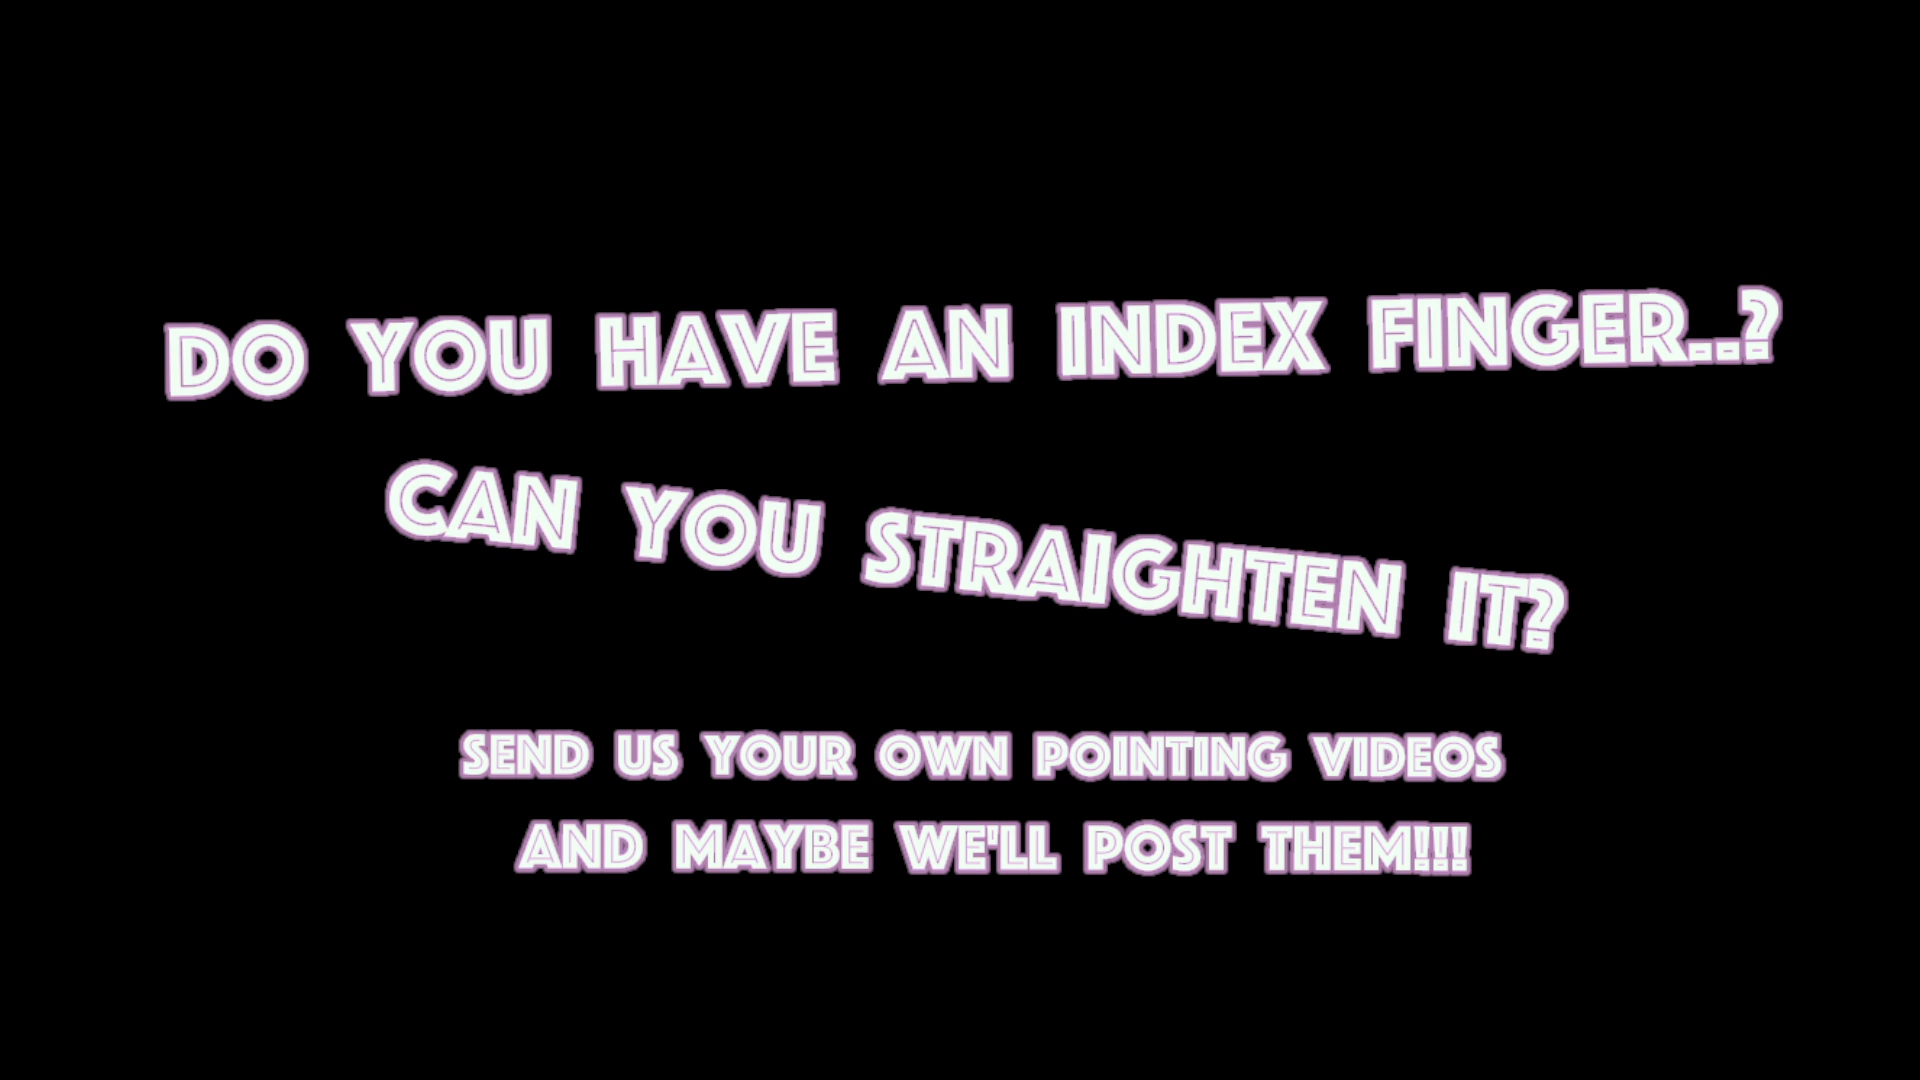 DO YOU HAVE AN INDEX FINGER..?
CAN YOU STRAIGHTEN IT?
SEND US YOUR OWN POINTING VIDEOS
AND MAYBE WE'LL POST THEM!!!